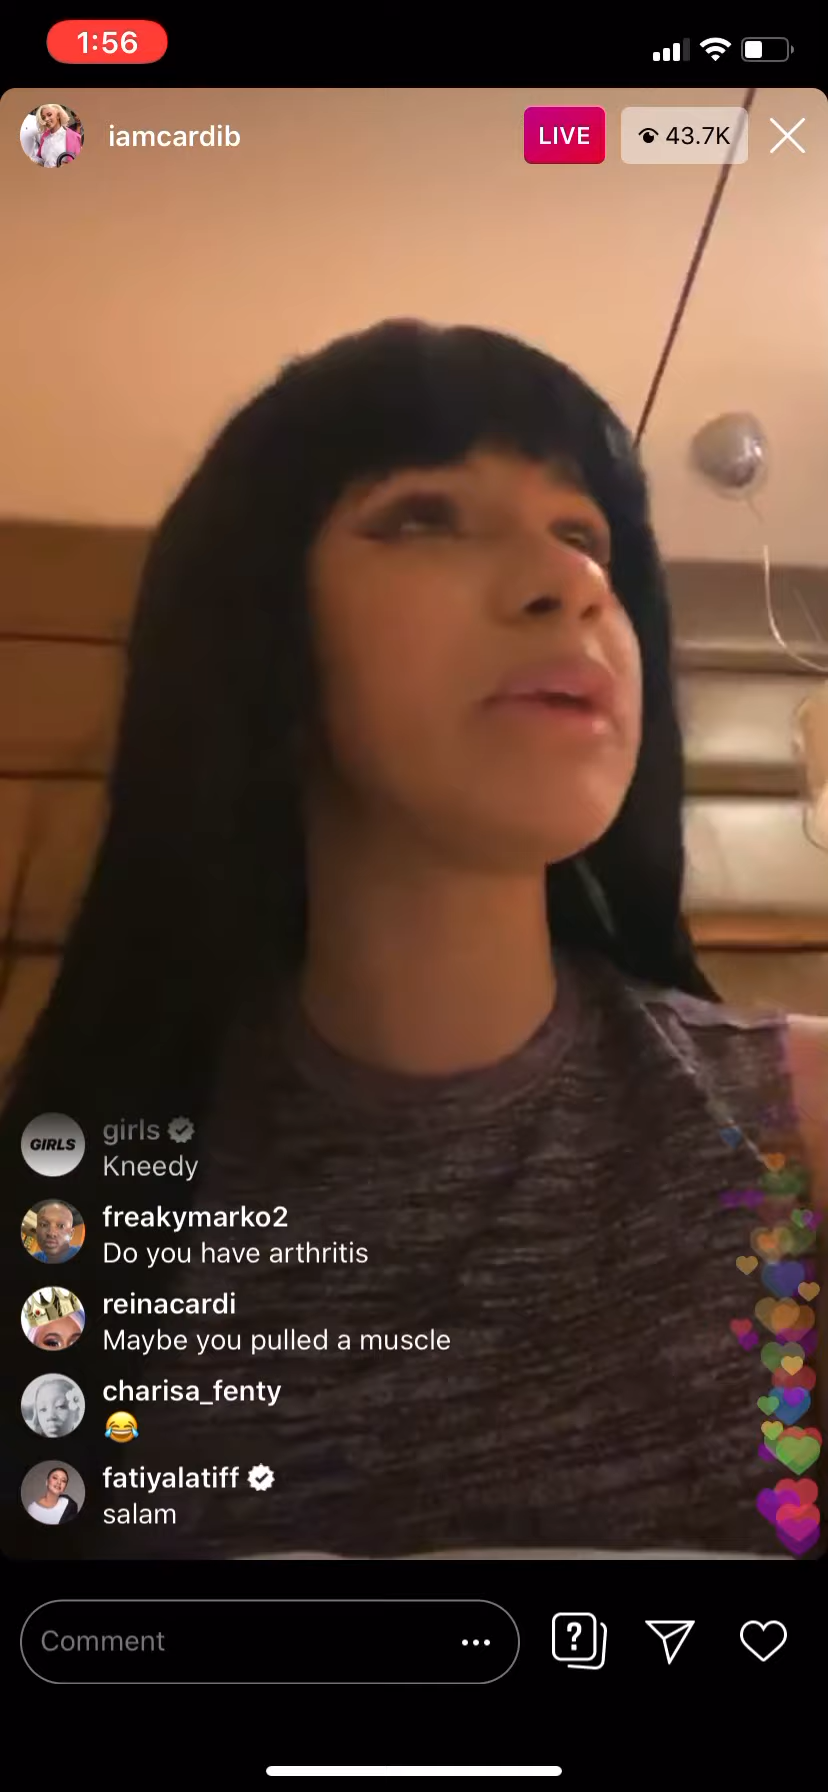 1:56
iamcardib
LIVE
43.7K
girls
GIRLS
Kneedy
freakymarko2
Do you have arthritis
reinacardi
Maybe you pulled a muscle
charisa_fenty
😂
fatiyalatiff
salam
Comment
?